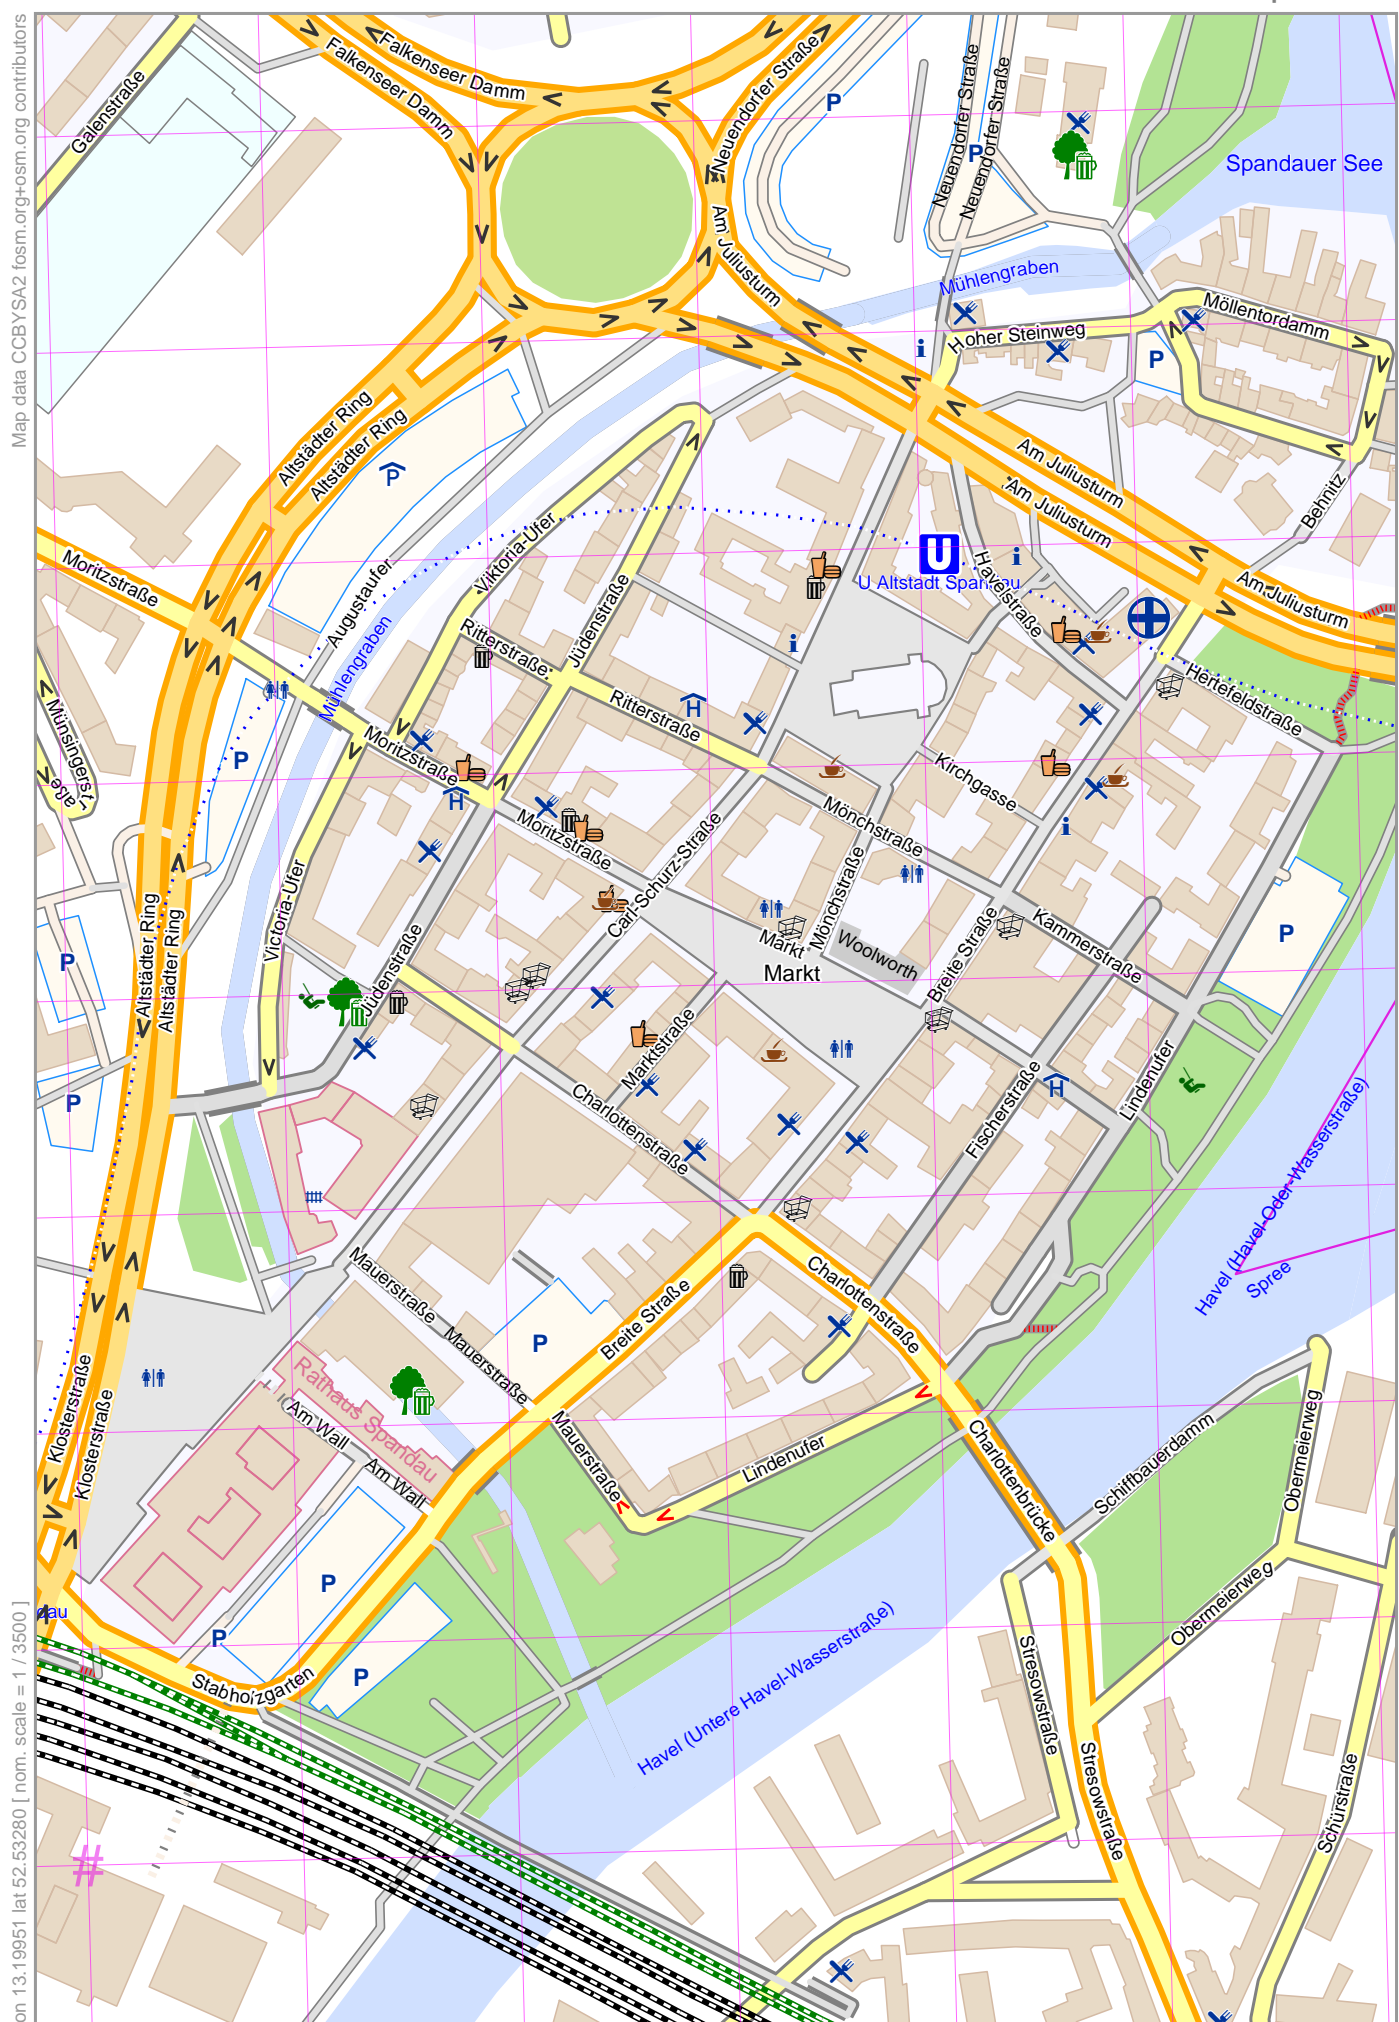 Map data CCBYSA2 fosm.org+osm.org contributors
on 13.19951 lat 52.53280 [ nom. scale = 1 / 3500 ]
Galenstraße
Falkenseer Damm
Falkenseer Damm
Neuendorfer Straße
Neuendorfer Straße
Neuendorfer Straße
P
P
Spandauer See
Am Juliusturm
Mühlengraben
Möllentordamm
Hoher Steinweg
i
P
Altstädter Ring
Altstädter Ring
P
Am Juliusturm
Am Juliusturm
Behnitz
Viktoria-Ufer
U
U Altstadt Spandau
i
Havelstraße
Am Juliusturm
Moritzstraße
Augustaufer
Mühlengraben
Ritterstraße
Jüdenstraße
i
Hertefeldstraße
Ritterstraße
H
Münsingerstraße
P
Moritzstraße
H
Kirchgasse
i
Moritzstraße
Mönchstraße
Carl-Schurz-Straße
Mönchstraße
Victoria-Ufer
Altstädter Ring
Altstädter Ring
P
Jüdenstraße
Markt
Markt
Woolworth
Breite Straße
Kammerstraße
P
P
Marktstraße
Charlottenstraße
Fischerstraße
H
Lindenufer
Havel (Havel-Oder-Wasserstraße)
Spree
Mauerstraße
Mauerstraße
Breite Straße
P
Charlottenstraße
Rathaus Spandau
Am Wall
Am Wall
Klosterstraße
Klosterstraße
Mauerstraße
Lindenufer
Charlottenbrücke
Schiffbauerdamm
Obermeierweg
Obermeierweg
P
P
P
dau
Stabholzgarten
Havel (Untere Havel-Wasserstraße)
Stresowstraße
Stresowstraße
Schürstraße
#